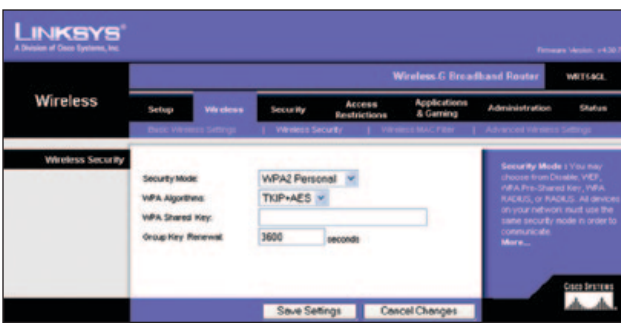 LINKSYS®
A Division of Cisco Systems, Inc.
Firmware Version: v4.30.
Wireless-G Broadband Router WRT54GL
Wireless
Setup Wireless Security Access Restrictions Applications & Gaming Administration Status
Basic Wireless Settings | Wireless Security | Wireless MAC Filter | Advanced Wireless Settings
Wireless Security
Security Mode: WPA2 Personal
WPA Algorithms: TKIP+AES
WPA Shared Key:
Group Key Renewal: 3600 seconds
Security Mode : You may
choose from Disable, WEP,
WPA Pre-Shared Key, WPA
RADIUS, or RADIUS. All devices
on your network must use the
same security mode in order to
communicate.
More...
CISCO SYSTEMS
Save Settings Cancel Changes